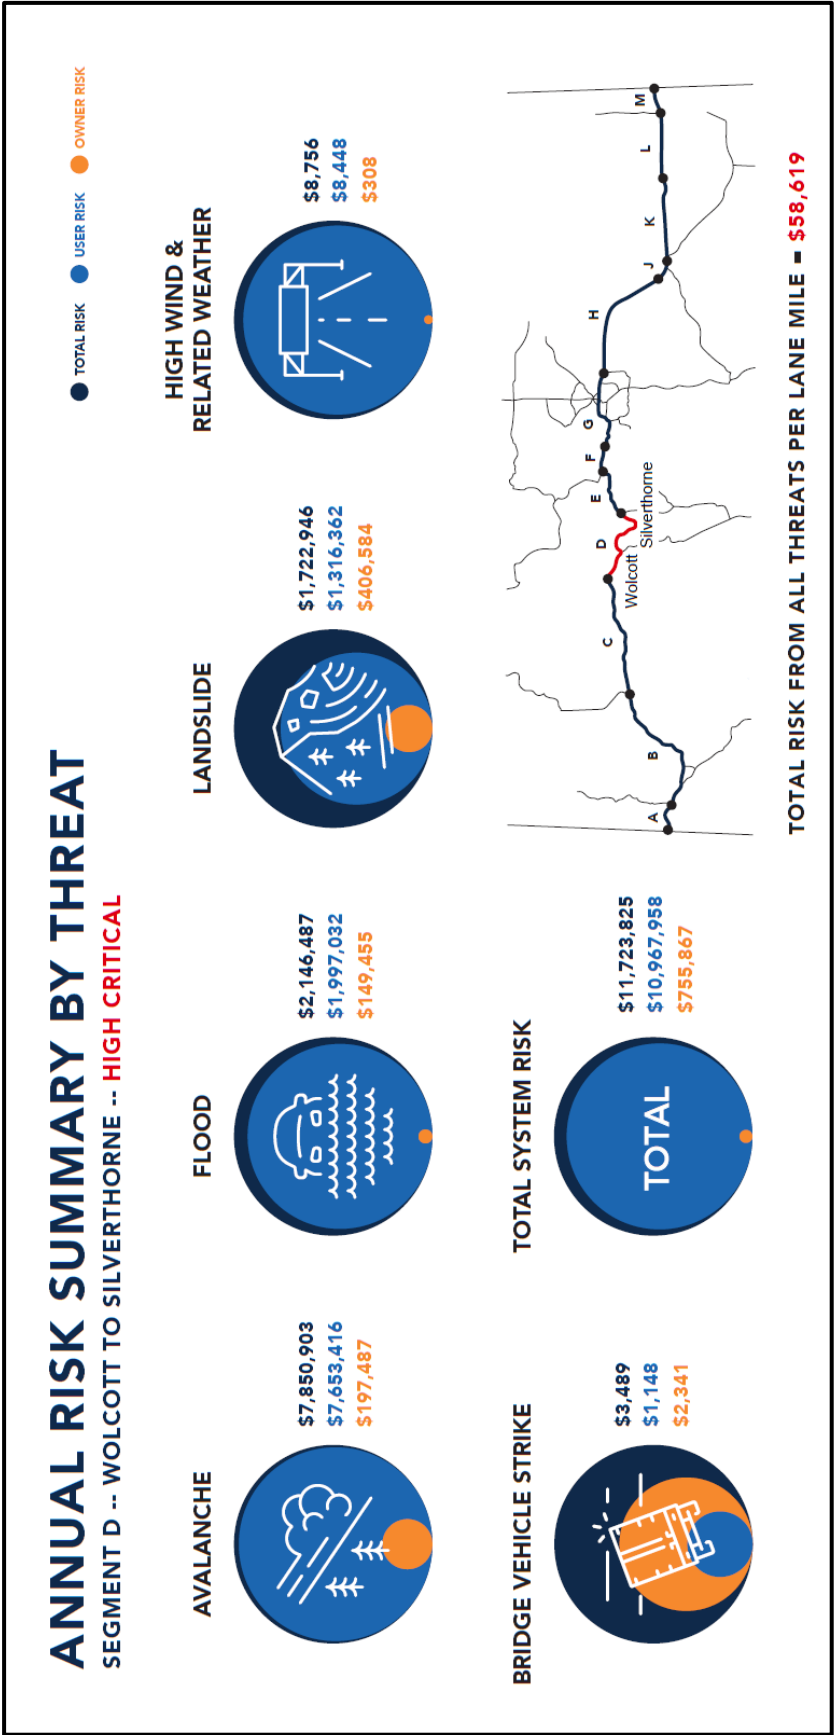 ANNUAL RISK SUMMARY BY THREAT
SEGMENT D -- WOLCOTT TO SILVERTHORNE -- HIGH CRITICAL
TOTAL RISK
USER RISK
OWNER RISK
AVALANCHE
$7,850,903
$7,653,416
$197,487
FLOOD
$2,146,487
$1,997,032
$149,455
LANDSLIDE
$1,722,946
$1,316,362
$406,584
HIGH WIND &
RELATED WEATHER
$8,756
$8,448
$308
BRIDGE VEHICLE STRIKE
$3,489
$1,148
$2,341
TOTAL SYSTEM RISK
TOTAL
$11,723,825
$10,967,958
$755,867
A
B
C
Wolcott
D
Silverthorne
E
F
G
H
J
K
L
M
TOTAL RISK FROM ALL THREATS PER LANE MILE = $58,619